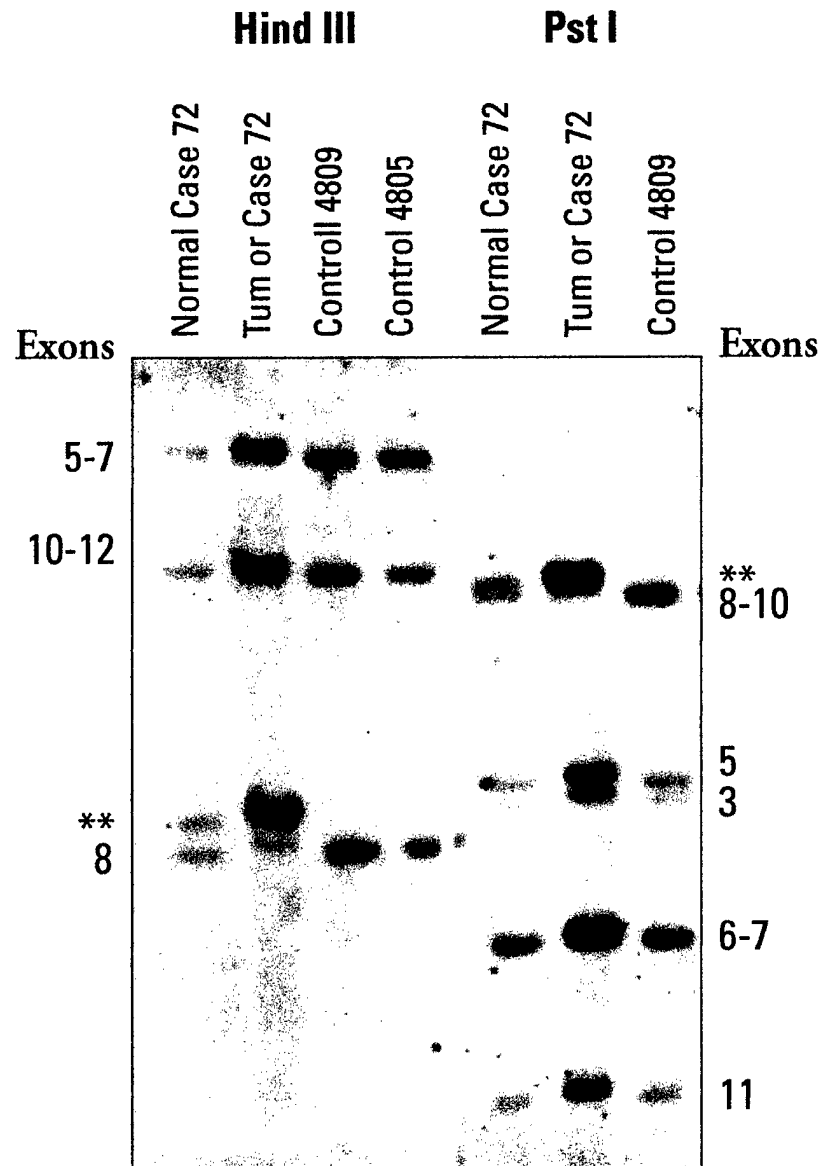 Hind III
Pst I
Normal Case 72
Tum or Case 72
Controll 4809
Control 4805
Normal Case 72
Tum or Case 72
Control 4809
Exons
Exons
5-7
10-12
**
8
**
8-10
5
3
6-7
11